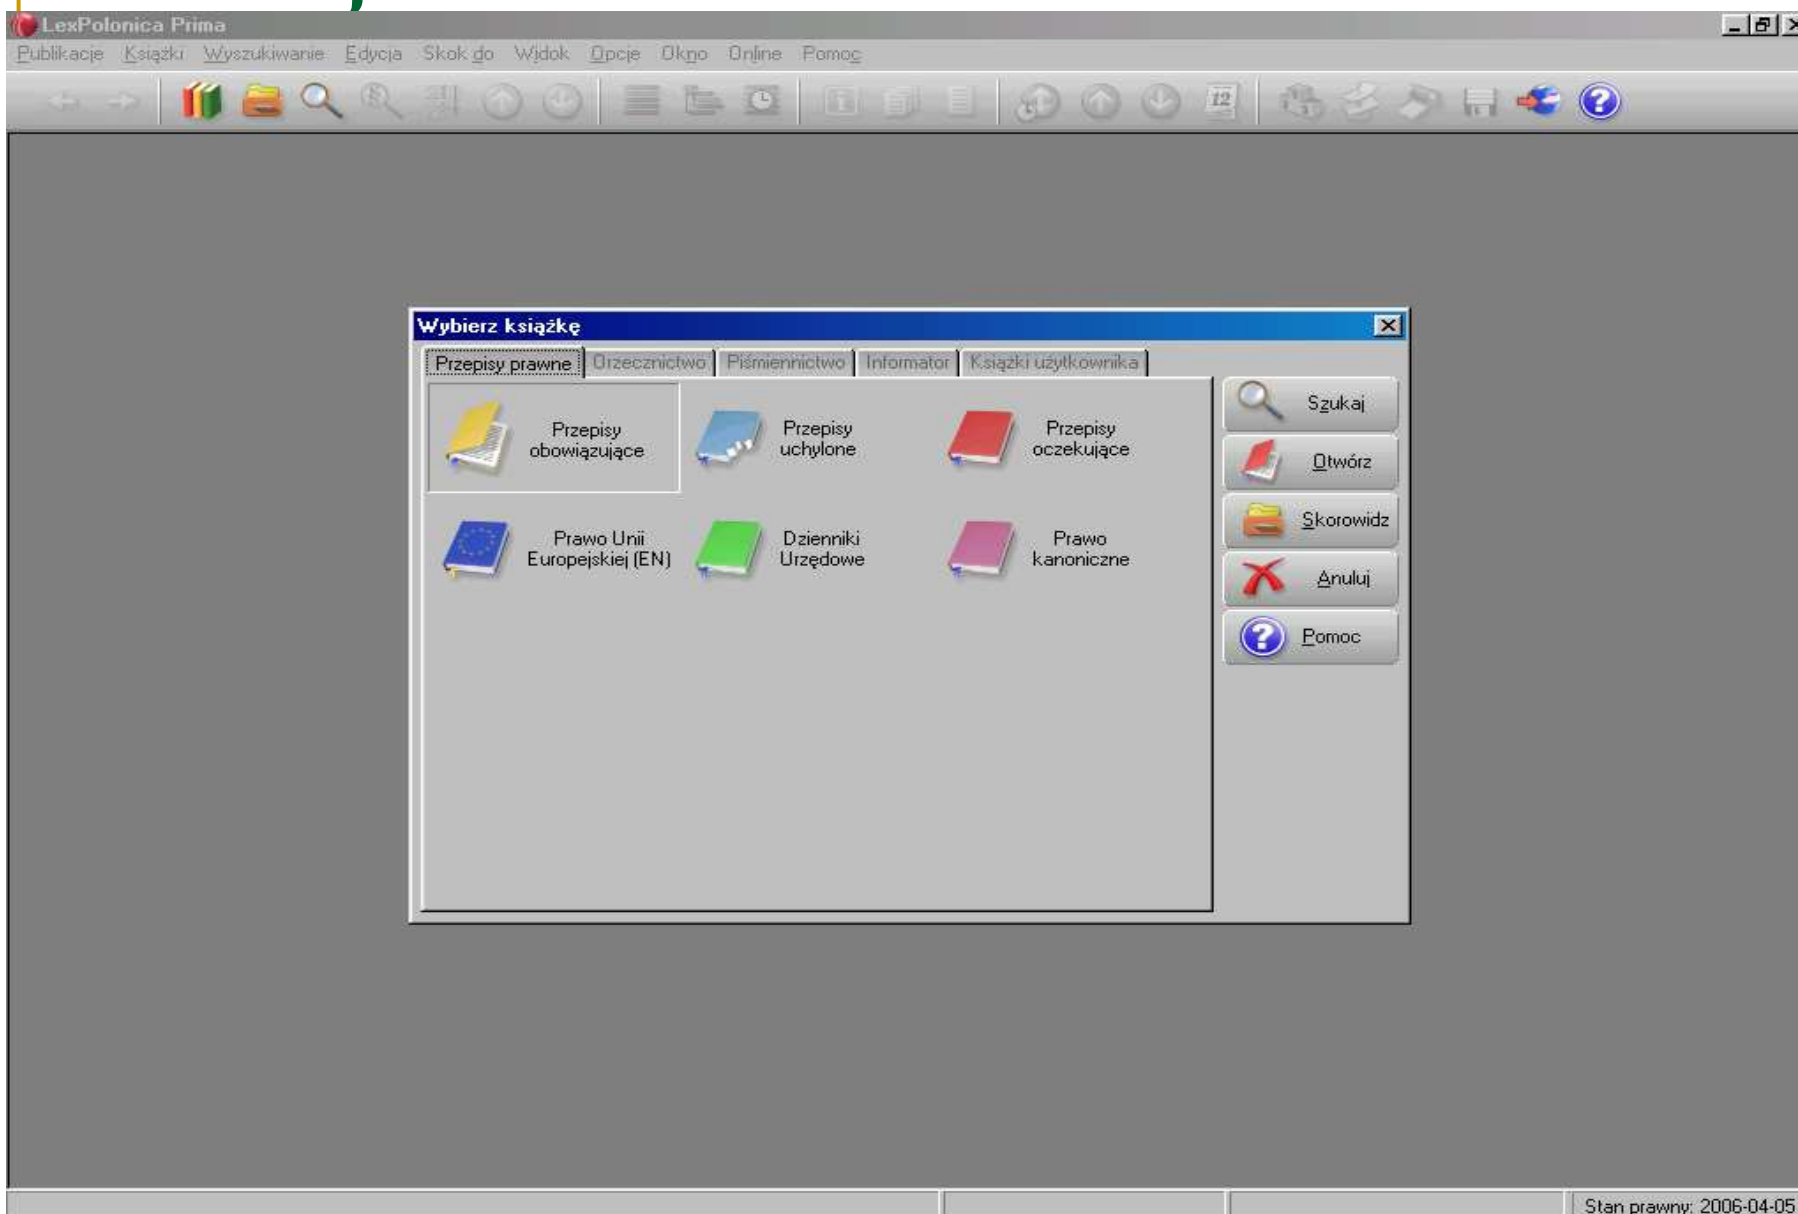 LexPolonica Prima
Publikacje Książki Wyszukiwanie Edycja Skok do Widok Opcje Okno Online Pomoc
12
Wybierz książkę
Przepisy prawne Orzecznictwo Piśmiennictwo Informator Książki użytkownika
Przepisy
obowiązujące
Przepisy
uchylone
Przepisy
oczekujące
Prawo Unii
Europejskiej (EN)
Dzienniki
Urzędowe
Prawo
kanoniczne
Szukaj
Otwórz
Skorowidz
Anuluj
Pomoc
Stan prawny: 2006-04-05